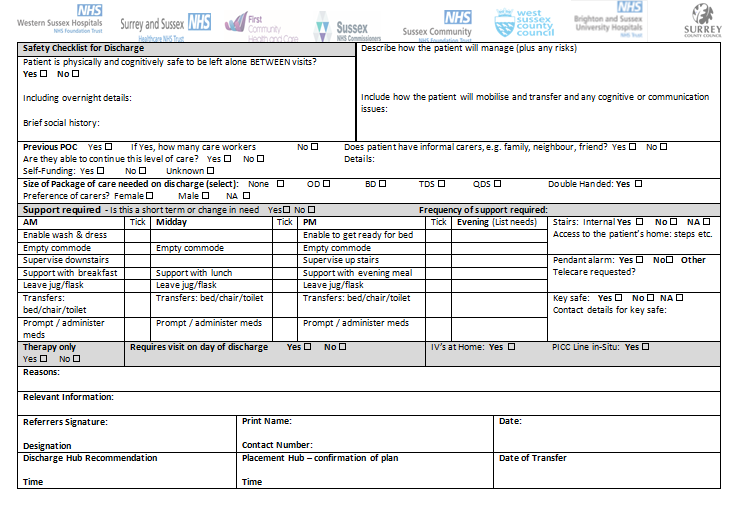 NHS
Western Sussex Hospitals
NHS Foundation Trust
Surrey and Sussex NHS
Healthcare NHS Trust
First
Community
Health and Care
Sussex
NHS Commissioners
NHS
Sussex Community
NHS Foundation Trust
west
sussex
county
council
NHS
Brighton and Sussex
University Hospitals
NHS Trust
SURREY
COUNTY COUNCIL
Safety Checklist for Discharge
Patient is physically and cognitively safe to be left alone BETWEEN visits?
Yes ☐ No ☐
Including overnight details:
Brief social history:
Describe how the patient will manage (plus any risks)
Include how the patient will mobilise and transfer and any cognitive or communication
issues:
Previous POC Yes ☐ If Yes, how many care workers No ☐ Does patient have informal carers, e.g. family, neighbour, friend? Yes ☐ No ☐
Are they able to continue this level of care? Yes ☐ No ☐ Details:
Self-Funding: Yes ☐ No ☐ Unknown ☐
Size of Package of care needed on discharge (select): None ☐ OD ☐ BD ☐ TDS ☐ QDS ☐ Double Handed: Yes ☐
Preference of carers? Female ☐ Male ☐ NA ☐
Support required - Is this a short term or change in need Yes☐ No ☐ Frequency of support required:
AM Tick Midday Tick PM Tick Evening (List needs)
Enable wash & dress Enable to get ready for bed
Empty commode Empty commode Empty commode
Supervise downstairs Supervise up stairs
Support with breakfast Support with lunch Support with evening meal
Leave jug/flask Leave jug/flask Leave jug/flask
Transfers: Transfers: bed/chair/toilet Transfers: bed/chair/toilet
bed/chair/toilet
Prompt / administer Prompt / administer meds Prompt / administer meds
meds
Stairs: Internal Yes ☐ No ☐ NA ☐
Access to the patient's home: steps etc.
Pendant alarm: Yes ☐ No☐ Other
Telecare requested?
Key safe: Yes ☐ No ☐ NA ☐
Contact details for key safe:
Therapy only Requires visit on day of discharge Yes ☐ No ☐ IV's at Home: Yes ☐ PICC Line in-Situ: Yes ☐
Yes ☐ No ☐
Reasons:
Relevant Information:
Referrers Signature: Print Name: Date:
Designation Contact Number:
Discharge Hub Recommendation Placement Hub – confirmation of plan Date of Transfer
Time Time